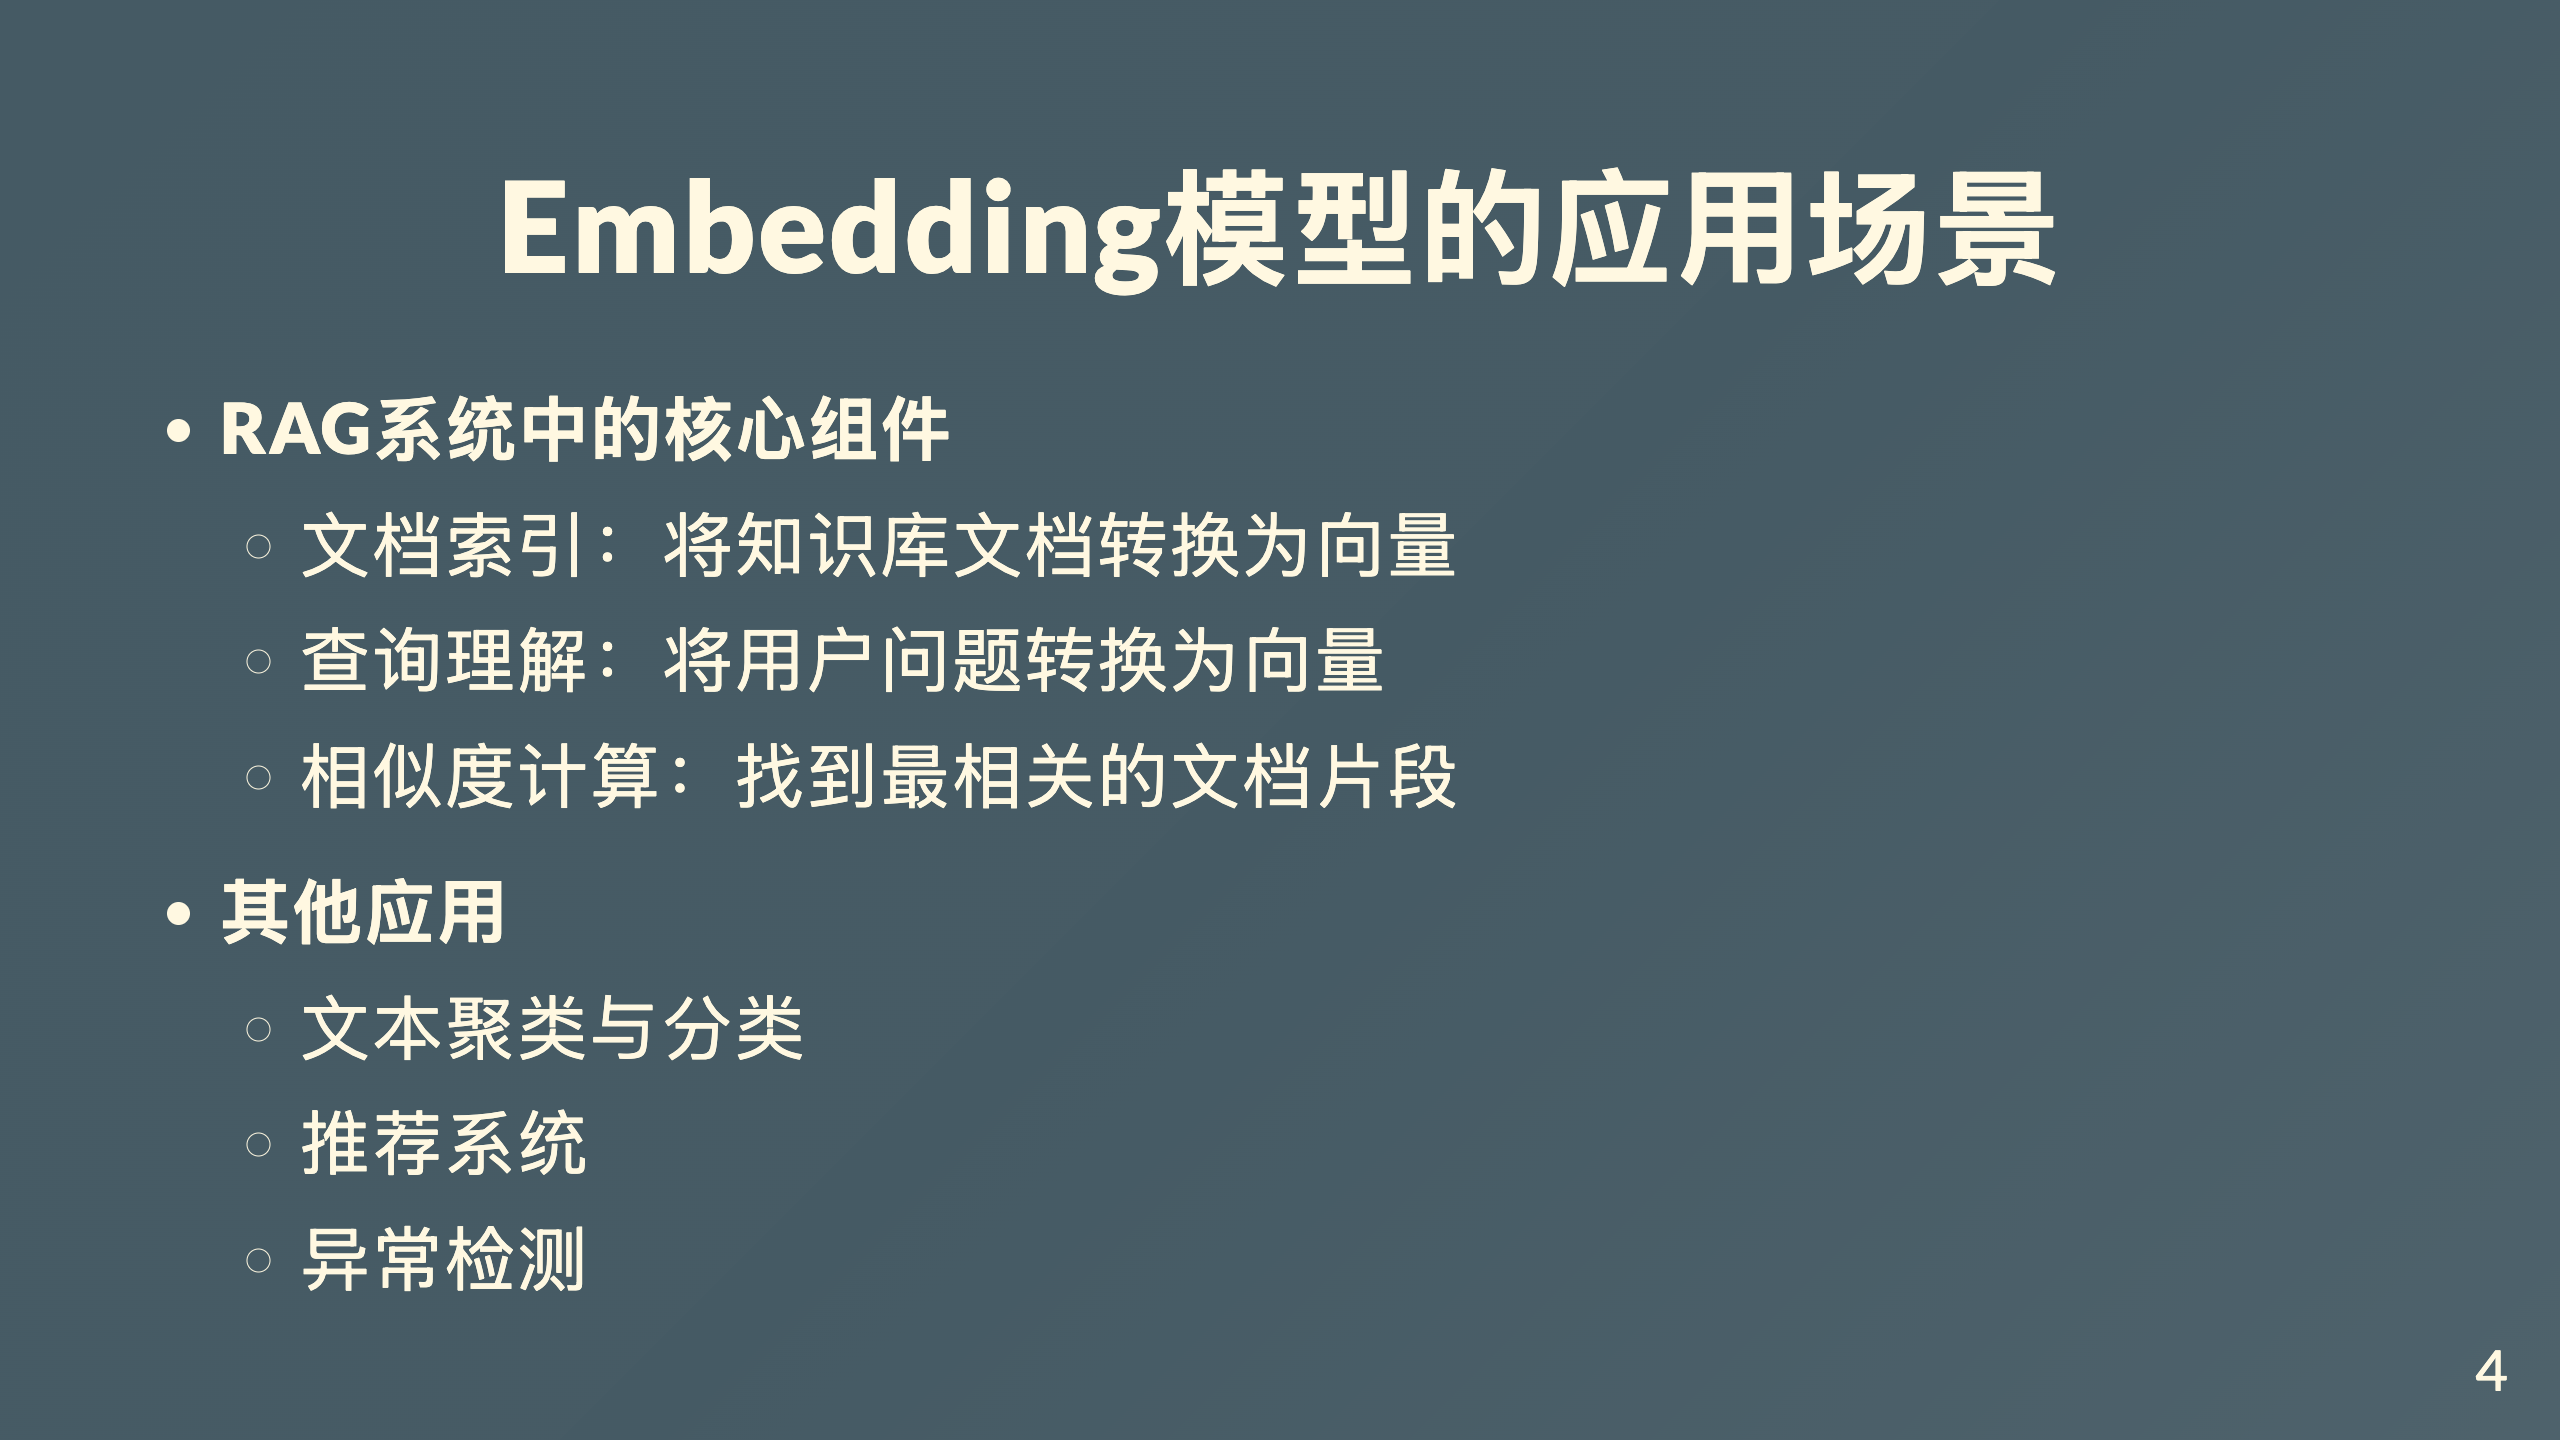 Embedding模型的应用场景
• RAG系统中的核心组件
○ 文档索引：将知识库文档转换为向量
○ 查询理解：将用户问题转换为向量
○ 相似度计算：找到最相关的文档片段
• 其他应用
○ 文本聚类与分类
○ 推荐系统
○ 异常检测
4